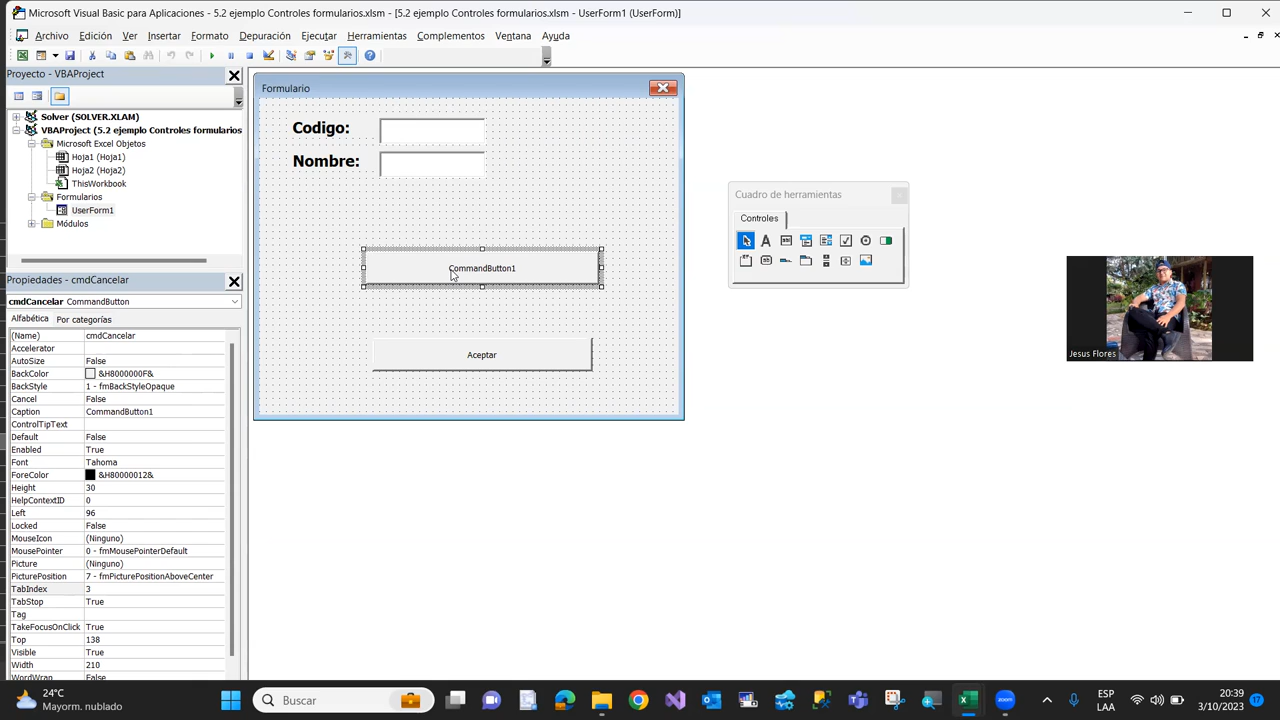 Microsoft Visual Basic para Aplicaciones - 5.2 ejemplo Controles formularios.xlsm - [5.2 ejemplo Controles formularios.xlsm - UserForm1 (UserForm)]
Archivo Edición Ver Insertar Formato Depuración Ejecutar Herramientas Complementos Ventana Ayuda
Proyecto - VBAProject
Solver (SOLVER.XLAM)
VBAProject (5.2 ejemplo Controles formularios
Microsoft Excel Objetos
Hoja1 (Hoja1)
Hoja2 (Hoja2)
ThisWorkbook
Formularios
UserForm1
Módulos
Propiedades - cmdCancelar
cmdCancelar CommandButton
Alfabética Por categorías
(Name) cmdCancelar
Accelerator
AutoSize False
BackColor &H8000000F&
BackStyle 1 - fmBackStyleOpaque
Cancel False
Caption CommandButton1
ControlTipText
Default False
Enabled True
Font Tahoma
ForeColor &H80000012&
Height 30
HelpContextID 0
Left 96
Locked False
MouseIcon (Ninguno)
MousePointer 0 - fmMousePointerDefault
Picture (Ninguno)
PicturePosition 7 - fmPicturePositionAboveCenter
TabIndex 3
TabStop True
Tag
TakeFocusOnClick True
Top 138
Visible True
Width 210
WordWrap False
Formulario
Codigo:
Nombre:
CommandButton1
Aceptar
Cuadro de herramientas
Controles
Jesus Flores
24°C
Mayorm. nublado
Buscar
ESP
LAA
20:39
3/10/2023
17